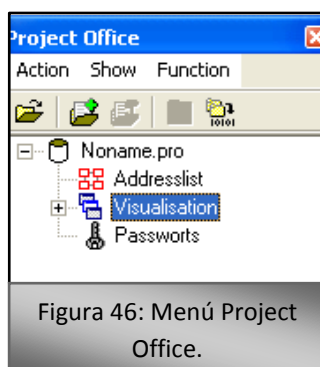 Project Office
Action Show Function
Noname.pro
Addresslist
Visualisation
Passworts
Figura 46: Menú Project
Office.